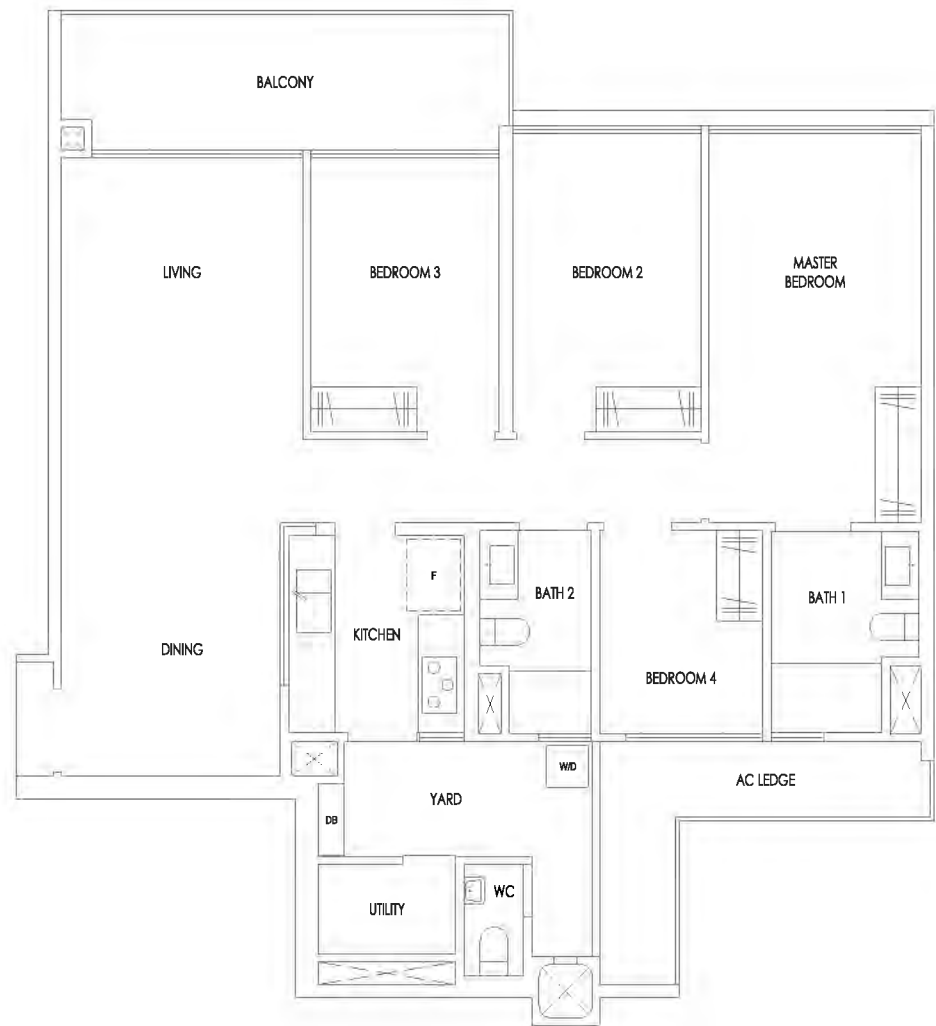 BALCONY
LIVING
BEDROOM 3
BEDROOM 2
MASTER
BEDROOM
F
BATH 2
BATH 1
KITCHEN
DINING
BEDROOM 4
W/D
AC LEDGE
YARD
DB
WC
UTILITY